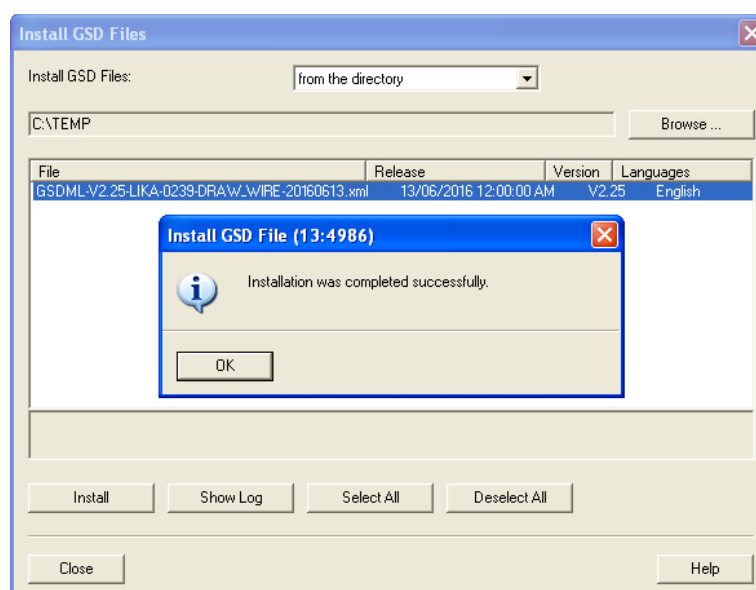 Install GSD Files
Install GSD Files:
from the directory
C:\TEMP
Browse ...
File Release Version Languages
GSDML-V2.25-LIKA-0239-DRAW_WIRE-20160613.xml 13/06/2016 12:00:00 AM V2.25 English
Install GSD File (13:4986)
Installation was completed successfully.
OK
Install Show Log Select All Deselect All
Close Help